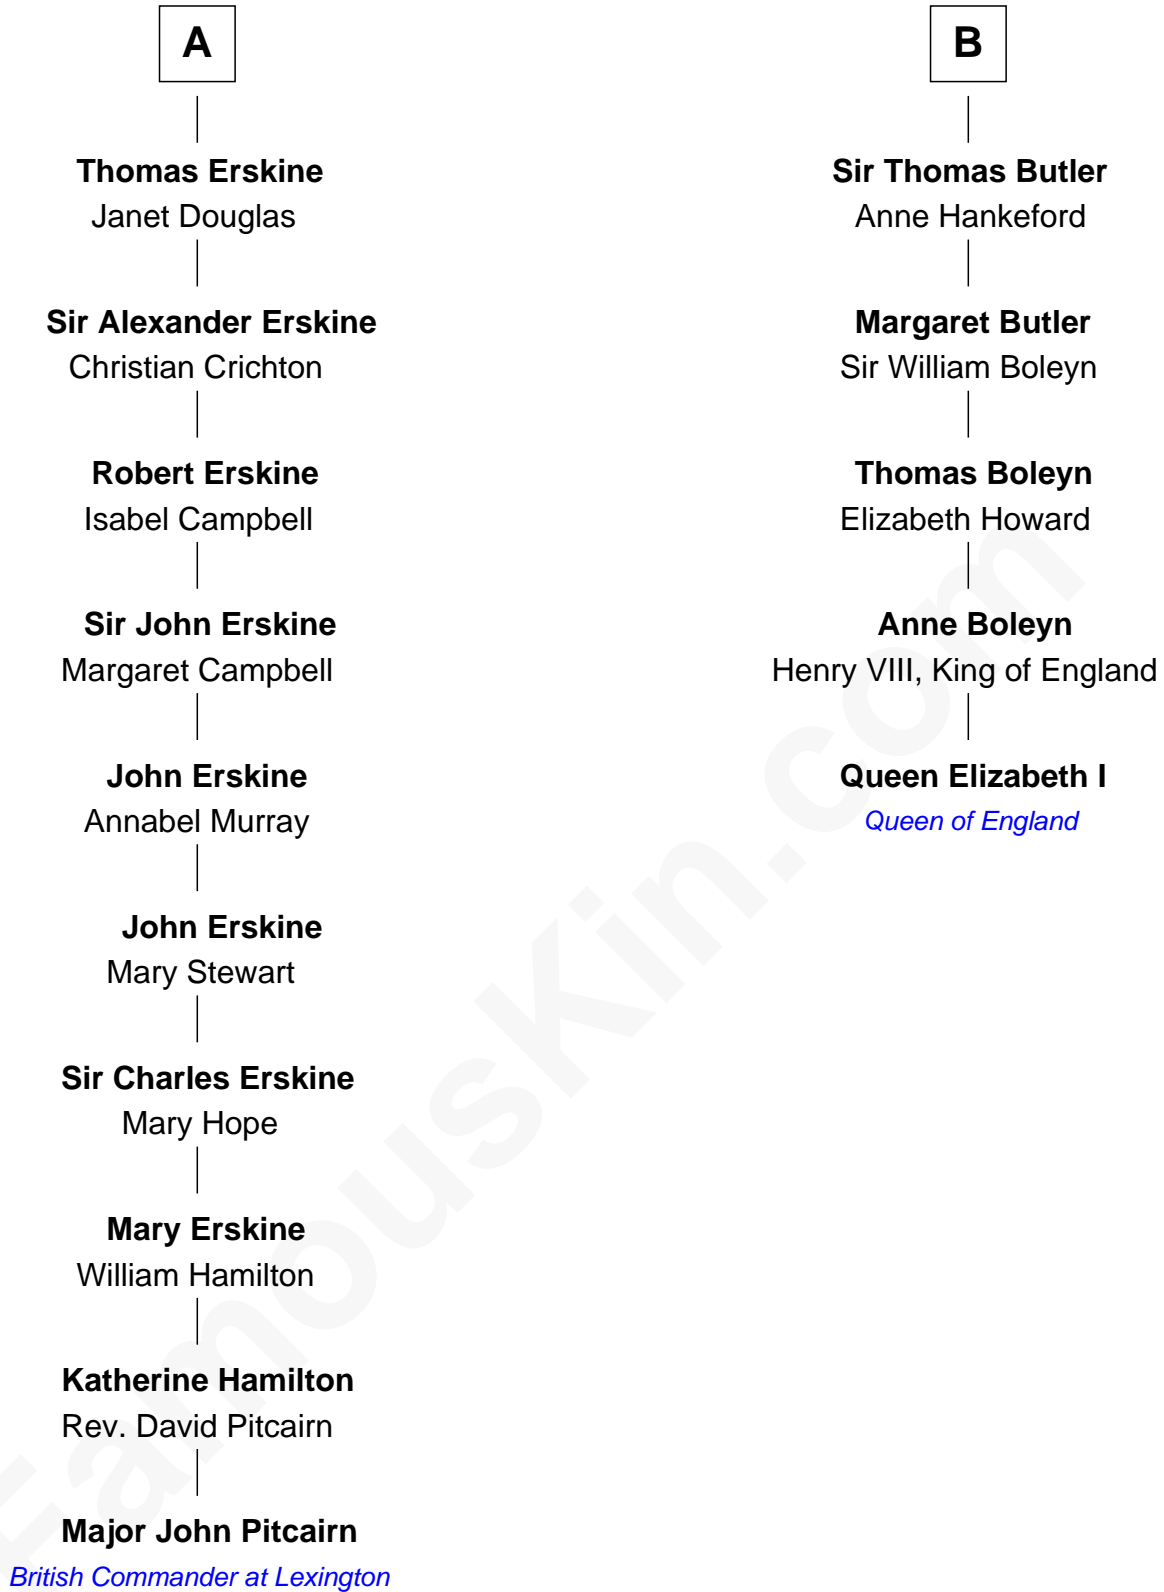 A
Thomas Erskine
Janet Douglas
Sir Alexander Erskine
Christian Crichton
Robert Erskine
Isabel Campbell
Sir John Erskine
Margaret Campbell
John Erskine
Annabel Murray
John Erskine
Mary Stewart
Sir Charles Erskine
Mary Hope
Mary Erskine
William Hamilton
Katherine Hamilton
Rev. David Pitcairn
Major John Pitcairn
British Commander at Lexington
B
Sir Thomas Butler
Anne Hankeford
Margaret Butler
Sir William Boleyn
Thomas Boleyn
Elizabeth Howard
Anne Boleyn
Henry VIII, King of England
Queen Elizabeth I
Queen of England
FamousKin.com